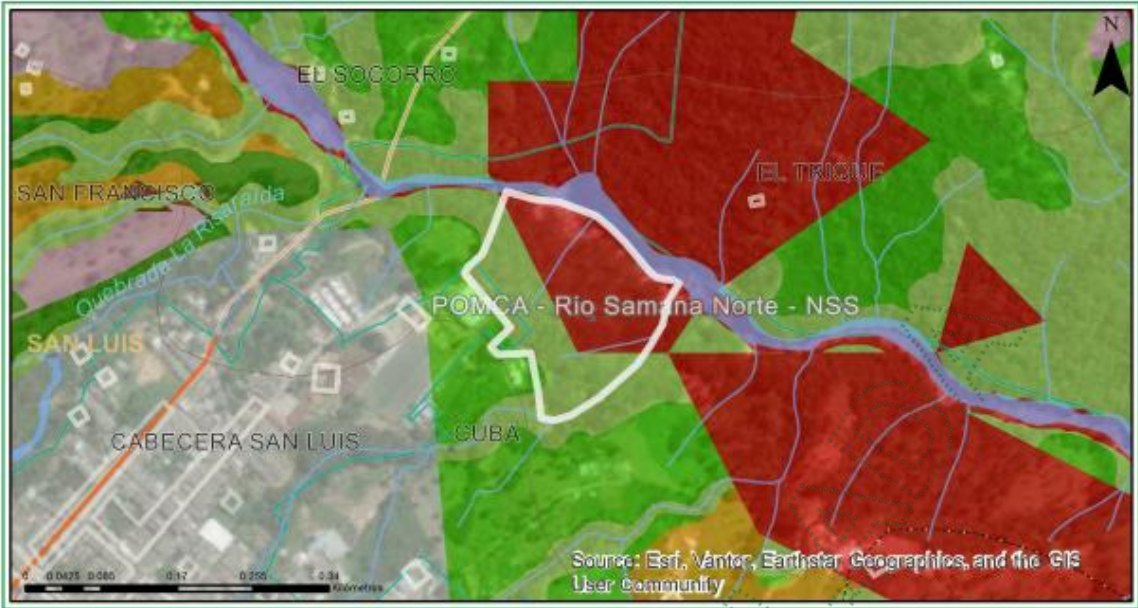 N
EL SOCORRO
EL TRIQUE
SAN FRANCISCO
Quebrada La Risaralda
POMCA - Rio Samana Norte - NSS
SAN LUIS
CUBA
CABECERA SAN LUIS
Source: Esri, Vantor, Earthstar Geographics, and the GIS
User Community
0 0.0425 0.085 0.17 0.255 0.34
Kilometros